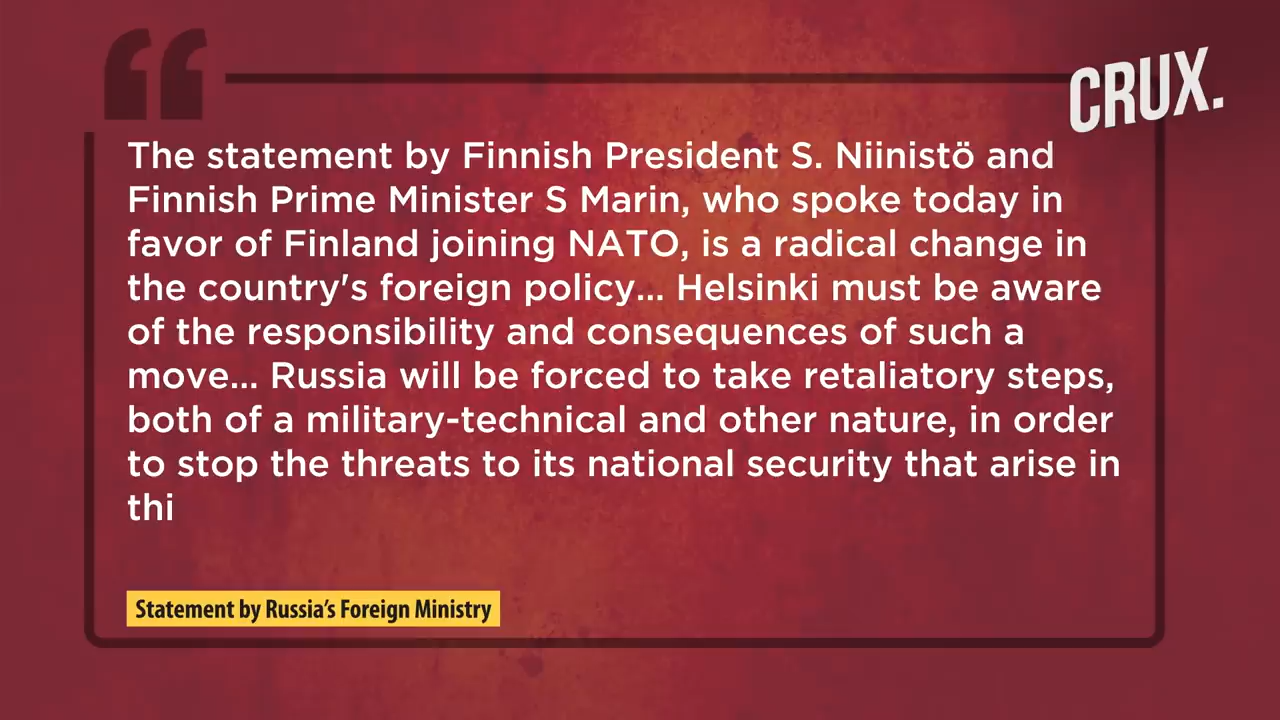 CRUX.
The statement by Finnish President S. Niinistö and
Finnish Prime Minister S Marin, who spoke today in
favor of Finland joining NATO, is a radical change in
the country's foreign policy... Helsinki must be aware
of the responsibility and consequences of such a
move... Russia will be forced to take retaliatory steps,
both of a military-technical and other nature, in order
to stop the threats to its national security that arise in
thi
Statement by Russia’s Foreign Ministry